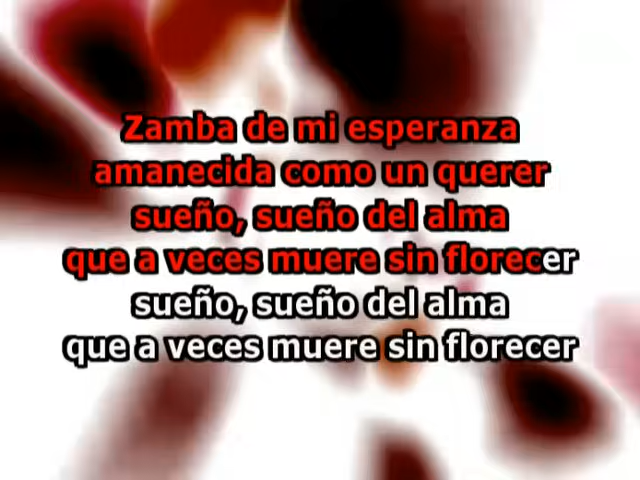 Zamba de mi esperanza
amanecida como un querer
sueño, sueño del alma
que a veces muere sin florecer
sueño, sueño del alma
que a veces muere sin florecer